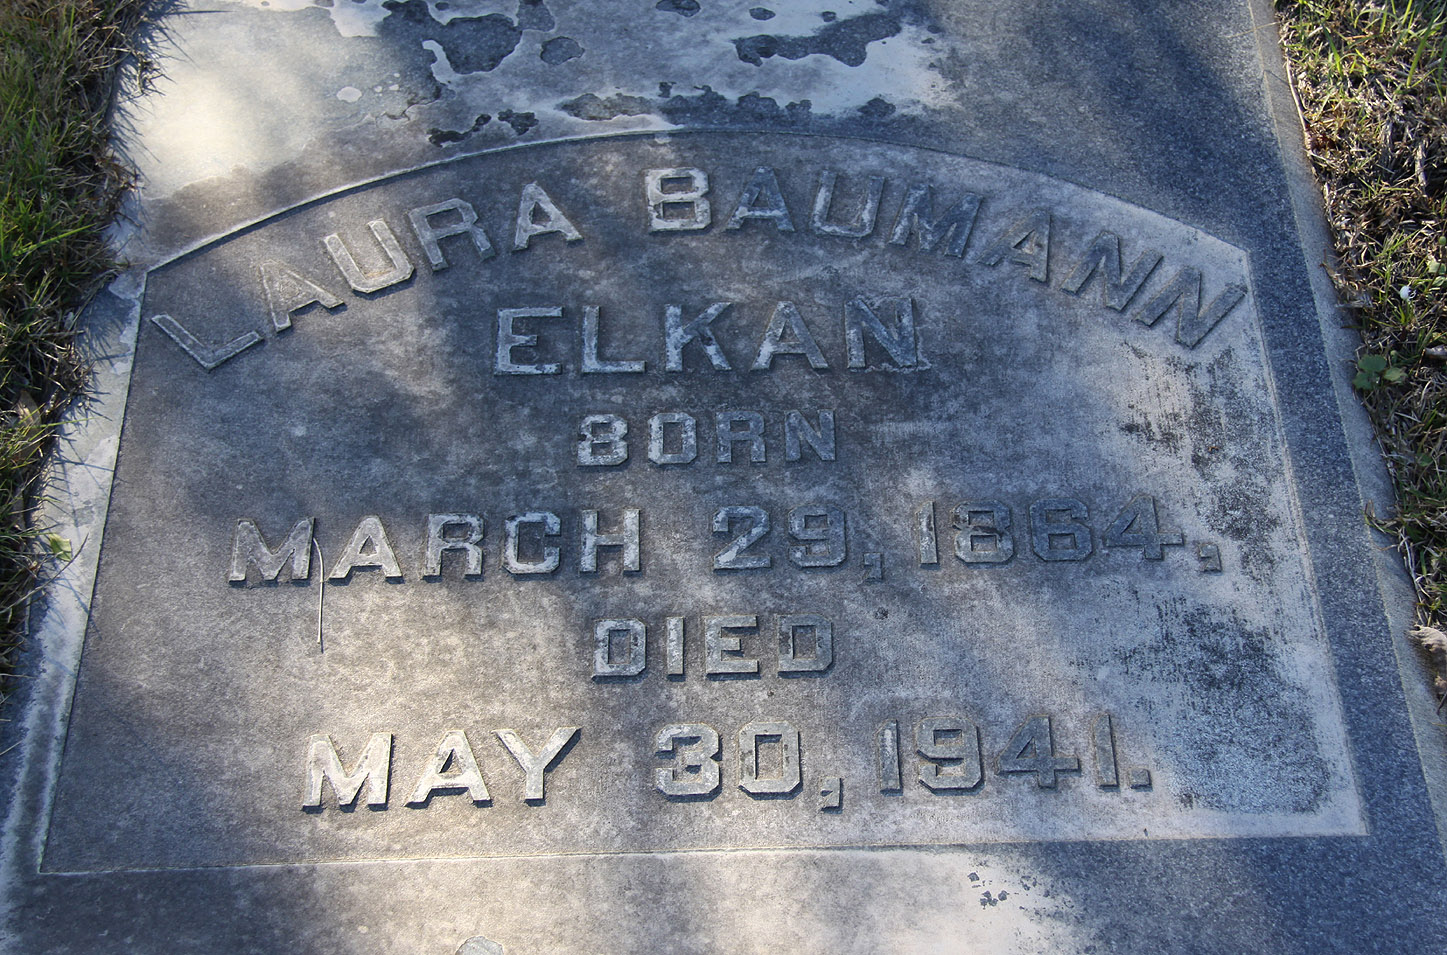 LAURA BAUMANN
ELKAN
BORN
MARCH 29, 1864.
DIED
MAY 30, 1941.